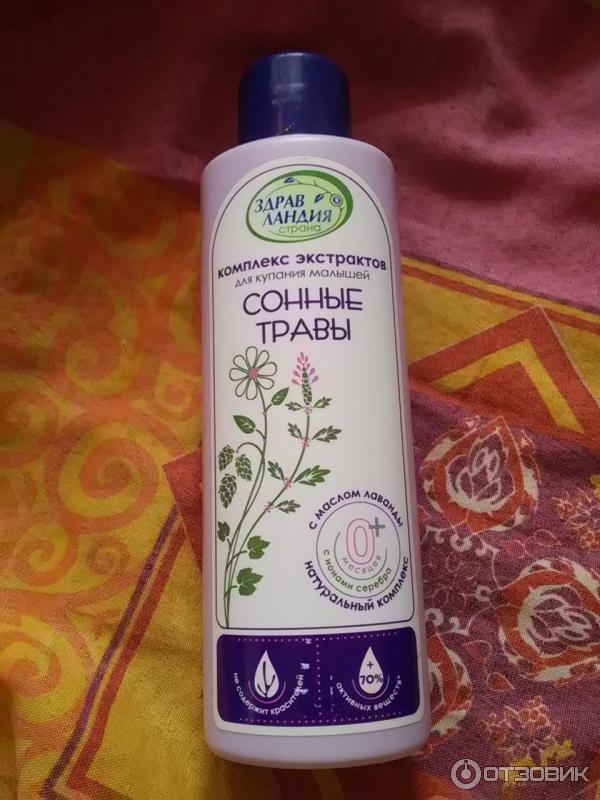 ЗДРАВ
ЛАНДИЯ
страна
комплекс экстрактов
для купания малышей
СОННЫЕ
ТРАВЫ
с маслом лаванды
0+
месяцев
с ионами серебра
натуральный комплекс
не содержит красителей
+
70%
активных веществ*
ОТЗОВИК